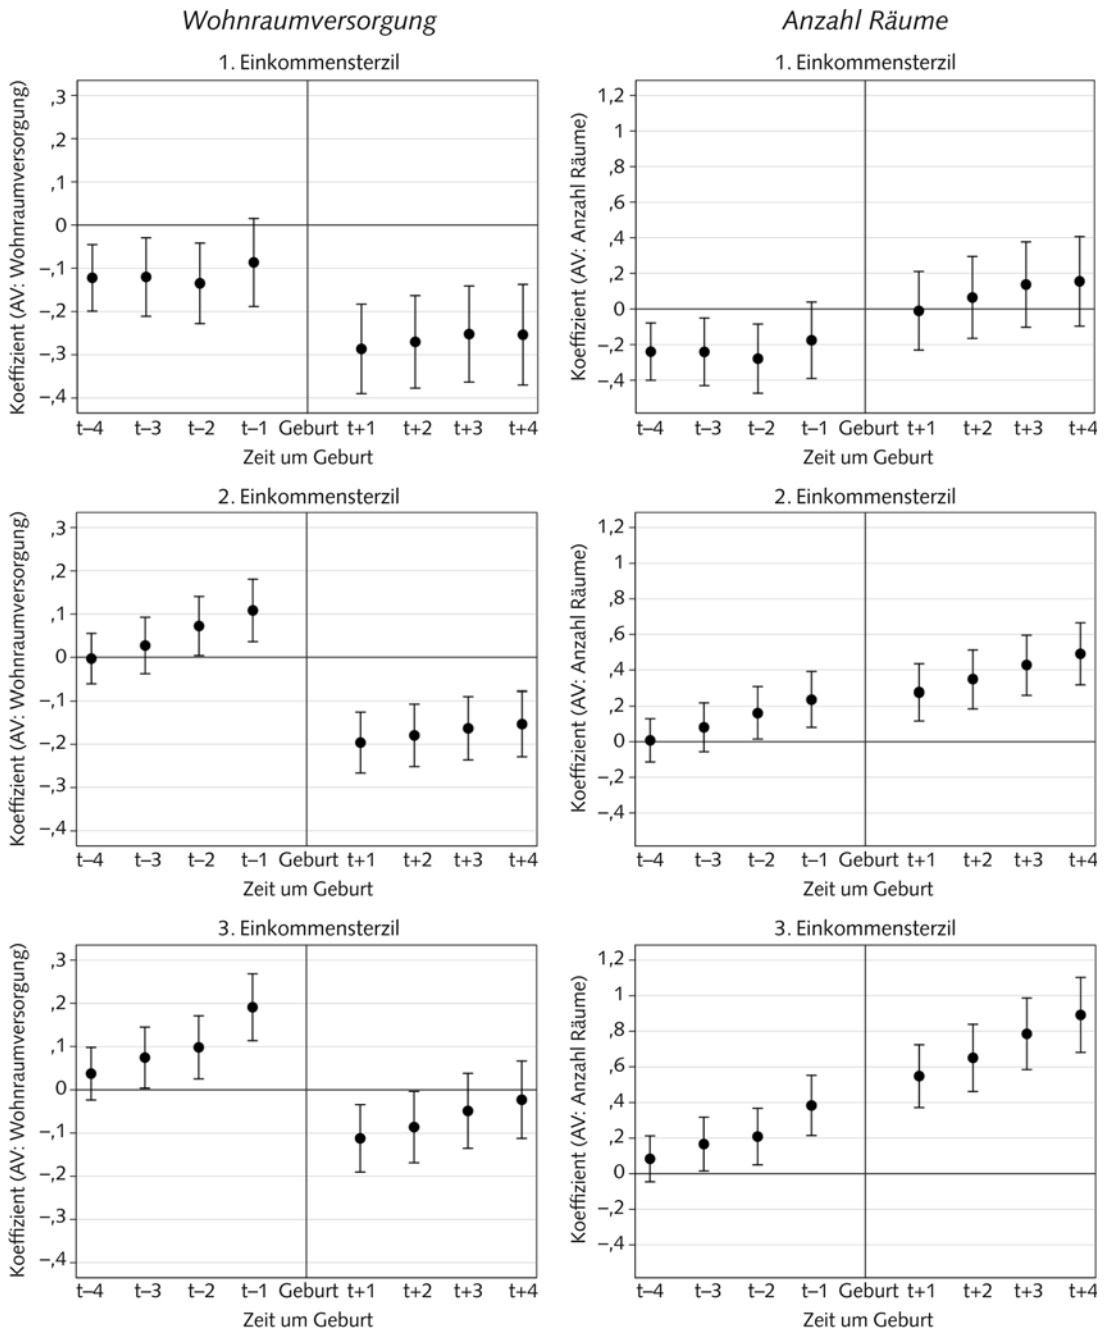 Wohnraumversorgung
Anzahl Räume
1. Einkommensterzil
Koeffizient (AV: Wohnraumversorgung)
,3
,2
,1
0
–,1
–,2
–,3
–,4
t–4 t–3 t–2 t–1 Geburt t+1 t+2 t+3 t+4
Zeit um Geburt
1. Einkommensterzil
Koeffizient (AV: Anzahl Räume)
1,2
1
,8
,6
,4
,2
0
–,2
–,4
t–4 t–3 t–2 t–1 Geburt t+1 t+2 t+3 t+4
Zeit um Geburt
2. Einkommensterzil
Koeffizient (AV: Wohnraumversorgung)
,3
,2
,1
0
–,1
–,2
–,3
–,4
t–4 t–3 t–2 t–1 Geburt t+1 t+2 t+3 t+4
Zeit um Geburt
2. Einkommensterzil
Koeffizient (AV: Anzahl Räume)
1,2
1
,8
,6
,4
,2
0
–,2
–,4
t–4 t–3 t–2 t–1 Geburt t+1 t+2 t+3 t+4
Zeit um Geburt
3. Einkommensterzil
Koeffizient (AV: Wohnraumversorgung)
,3
,2
,1
0
–,1
–,2
–,3
–,4
t–4 t–3 t–2 t–1 Geburt t+1 t+2 t+3 t+4
Zeit um Geburt
3. Einkommensterzil
Koeffizient (AV: Anzahl Räume)
1,2
1
,8
,6
,4
,2
0
–,2
–,4
t–4 t–3 t–2 t–1 Geburt t+1 t+2 t+3 t+4
Zeit um Geburt